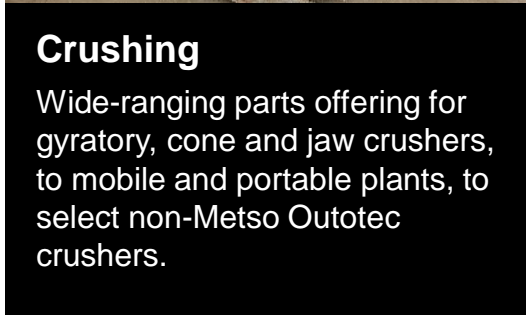 Crushing
Wide-ranging parts offering for
gyratory, cone and jaw crushers,
to mobile and portable plants, to
select non-Metso Outotec
crushers.